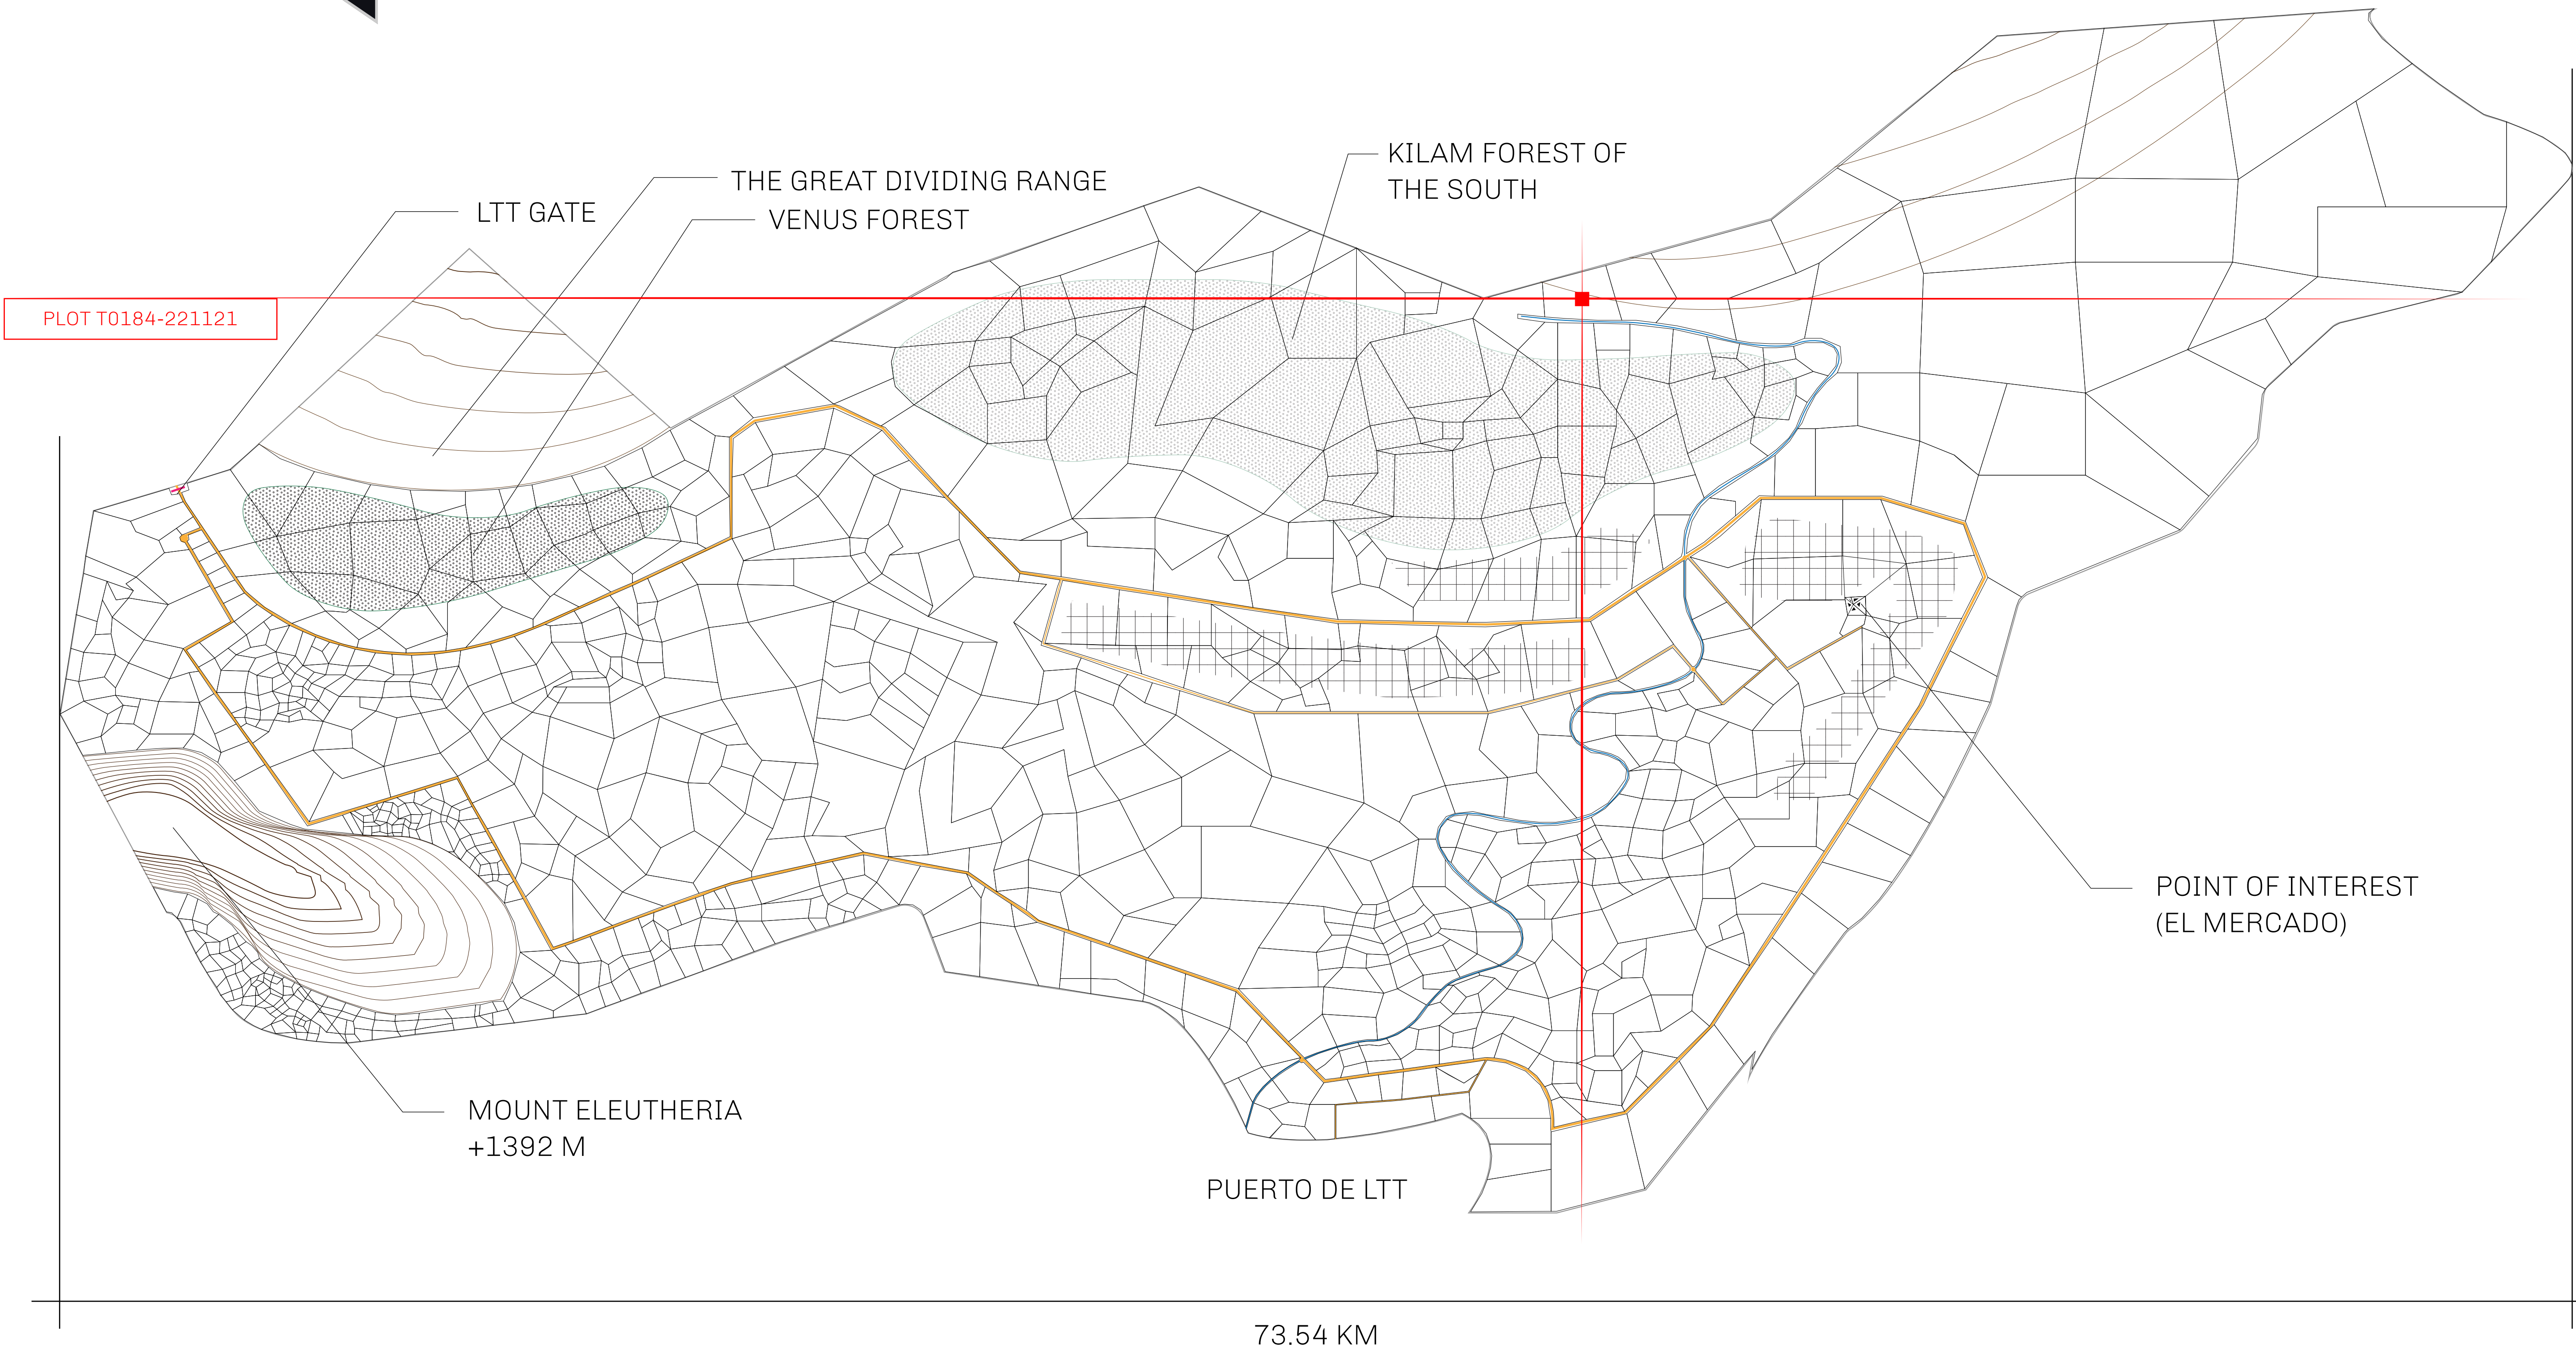 KILAM FOREST OF
THE SOUTH
THE GREAT DIVIDING RANGE
LTT GATE
VENUS FOREST
PLOT T0184-221121
POINT OF INTEREST
(EL MERCADO)
MOUNT ELEUTHERIA
+1392 M
PUERTO DE LTT
73.54 KM